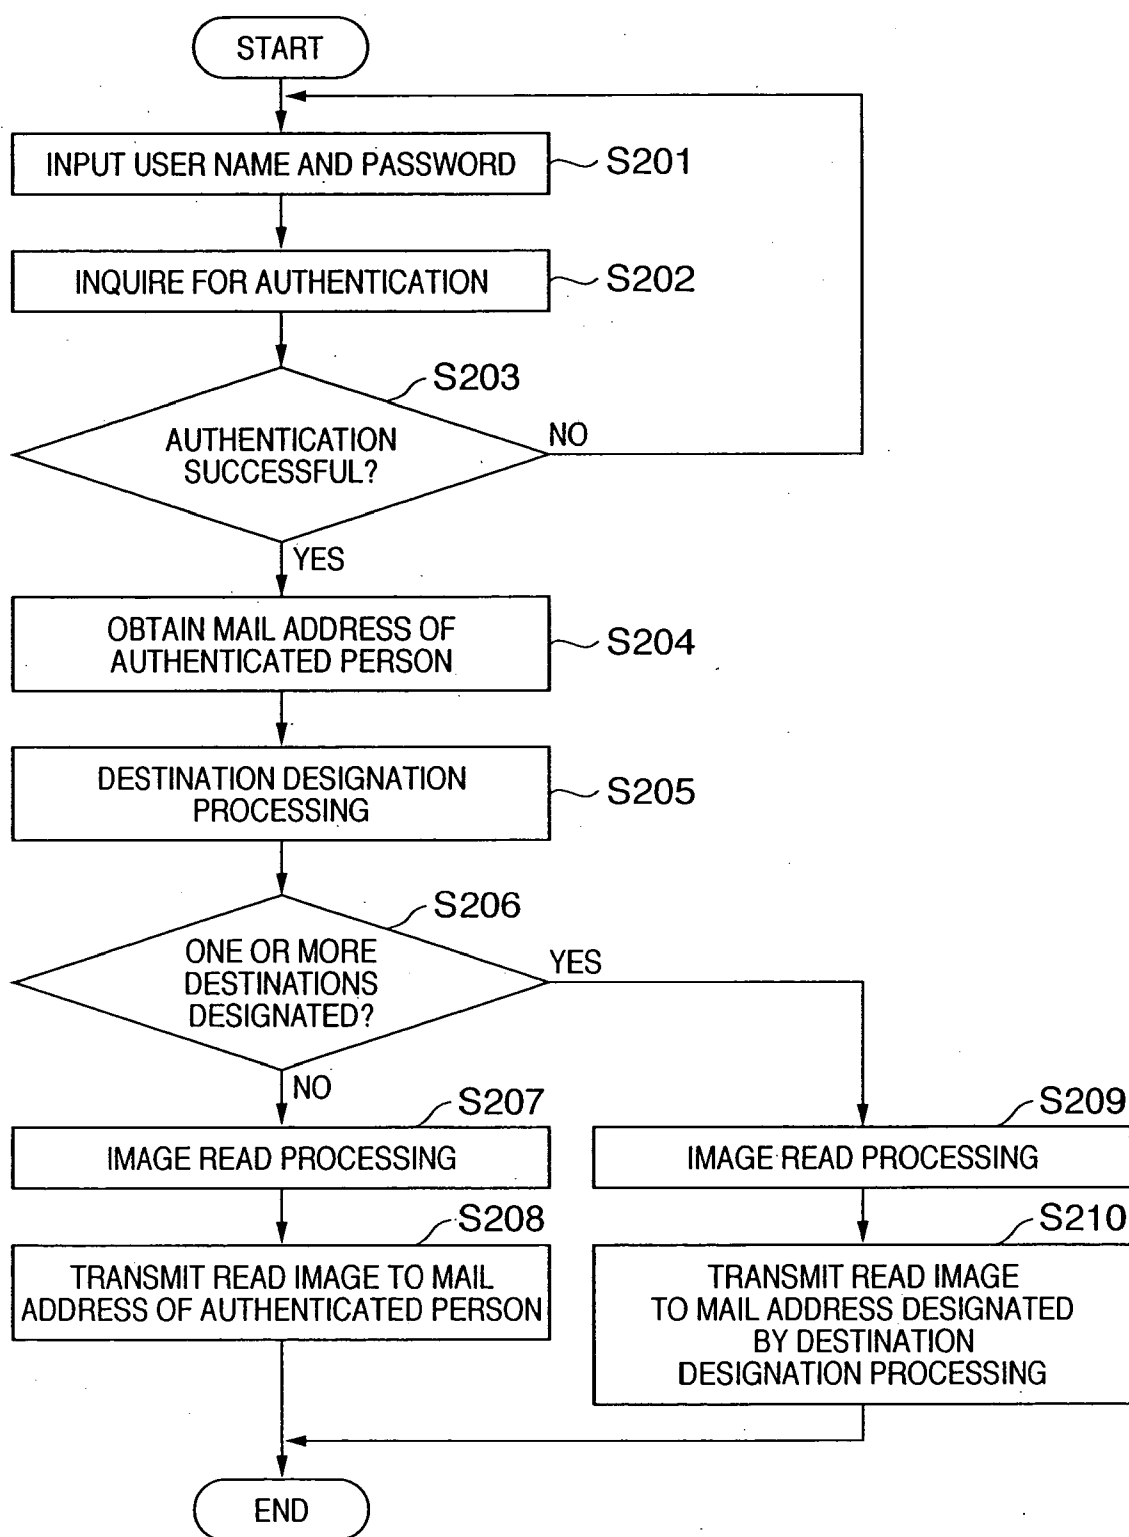 START
INPUT USER NAME AND PASSWORD
S201
INQUIRE FOR AUTHENTICATION
S202
S203
AUTHENTICATION
SUCCESSFUL?
NO
YES
OBTAIN MAIL ADDRESS OF
AUTHENTICATED PERSON
S204
DESTINATION DESIGNATION
PROCESSING
S205
S206
ONE OR MORE
DESTINATIONS
DESIGNATED?
YES
NO
S207
IMAGE READ PROCESSING
S208
TRANSMIT READ IMAGE TO MAIL
ADDRESS OF AUTHENTICATED PERSON
S209
IMAGE READ PROCESSING
S210
TRANSMIT READ IMAGE
TO MAIL ADDRESS DESIGNATED
BY DESTINATION
DESIGNATION PROCESSING
END